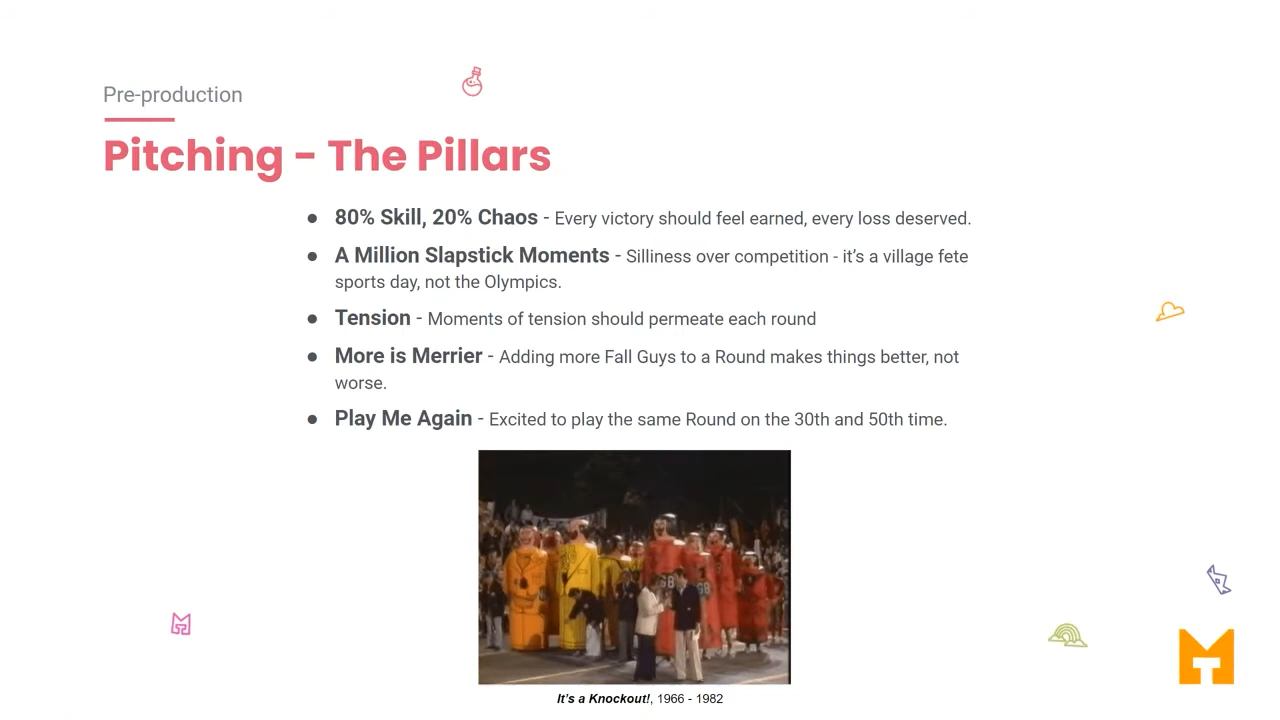 Pre-production
Pitching - The Pillars
● 80% Skill, 20% Chaos - Every victory should feel earned, every loss deserved.
● A Million Slapstick Moments - Silliness over competition - it's a village fete
sports day, not the Olympics.
● Tension - Moments of tension should permeate each round
● More is Merrier - Adding more Fall Guys to a Round makes things better, not
worse.
● Play Me Again - Excited to play the same Round on the 30th and 50th time.
GB
GB
It's a Knockout!, 1966 - 1982